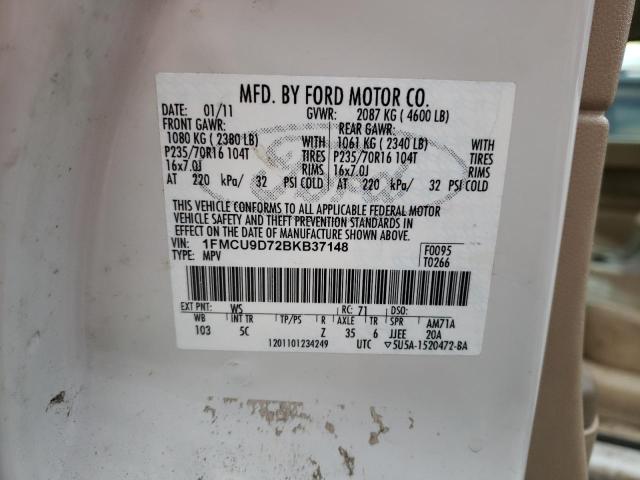 MFD. BY FORD MOTOR CO.
DATE: 01/11 GVWR: 2087 KG ( 4600 LB)
FRONT GAWR: REAR GAWR:
1080 KG ( 2380 LB) WITH 1061 KG ( 2340 LB) WITH
P235/70R16 104T TIRES P235/70R16 104T TIRES
16x7.0J RIMS 16x7.0J RIMS
AT 220 kPa/ 32 PSI COLD AT 220 kPa/ 32 PSI COLD
THIS VEHICLE CONFORMS TO ALL APPLICABLE FEDERAL MOTOR
VEHICLE SAFETY AND THEFT PREVENTION STANDARDS IN
EFFECT ON THE DATE OF MANUFACTURE SHOWN ABOVE.
VIN: 1FMCU9D72BKB37148 F0095
TYPE: MPV T0266
EXT PNT: WS RC: 71 DSO:
WB INT TR TP/PS R AXLE TR SPR AM71A
103 5C Z 35 6 JJEE 20A
1201101234249 UTC ▽5U5A-1520472-BA